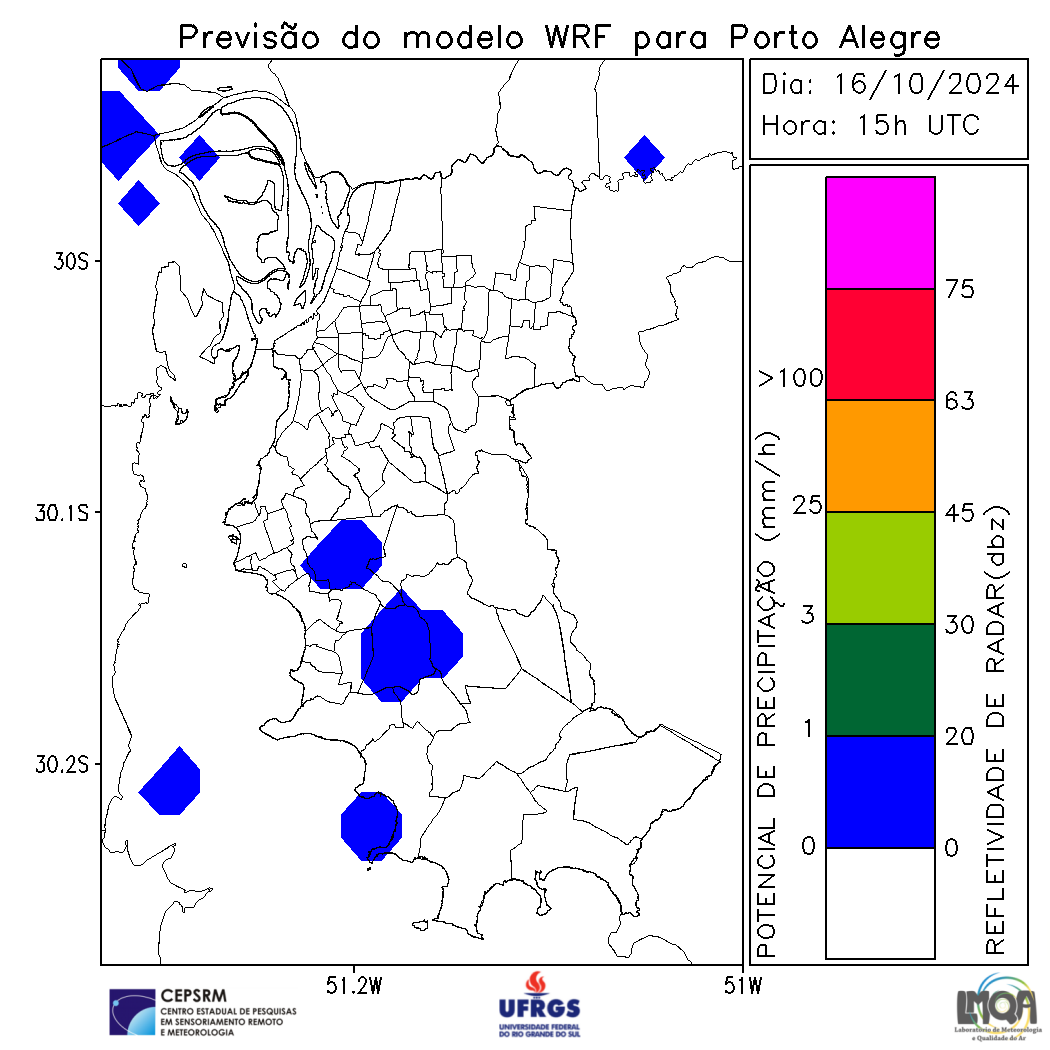 Previsão do modelo WRF para Porto Alegre
Dia: 16/10/2024
Hora: 15h UTC
30S
30.1S
30.2S
51.2W
51W
POTENCIAL DE PRECIPITAÇÃO (mm/h)
>100
25
3
1
0
75
63
45
30
20
0
REFLETIVIDADE DE RADAR(dbz)
CEPSRM
CENTRO ESTADUAL DE PESQUISAS
EM SENSORIAMENTO REMOTO
E METEOROLOGIA
UFRGS
UNIVERSIDADE FEDERAL
DO RIO GRANDE DO SUL
LMQA
Laboratório de Meteorologia
e Qualidade do Ar